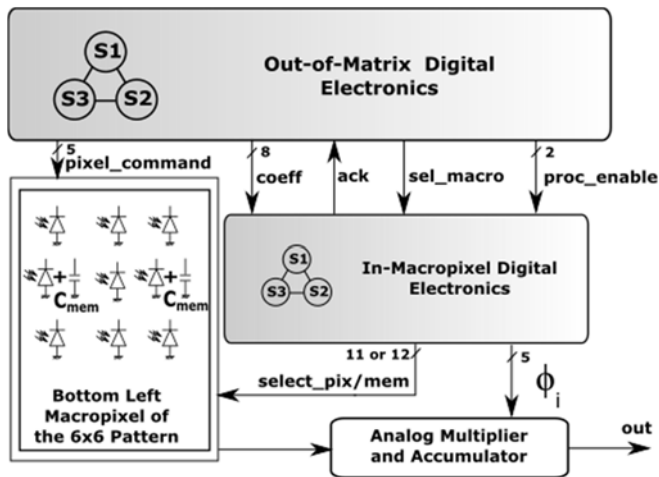 S1
S3 S2
Out-of-Matrix Digital
Electronics
5
pixel_command
8
coeff
ack
sel_macro
2
proc_enable
S1
S3 S2
In-Macropixel Digital
Electronics
+
Cmem
+
Cmem
11 or 12
select_pix/mem
5
ϕi
Bottom Left
Macropixel of
the 6x6 Pattern
Analog Multiplier
and Accumulator
out